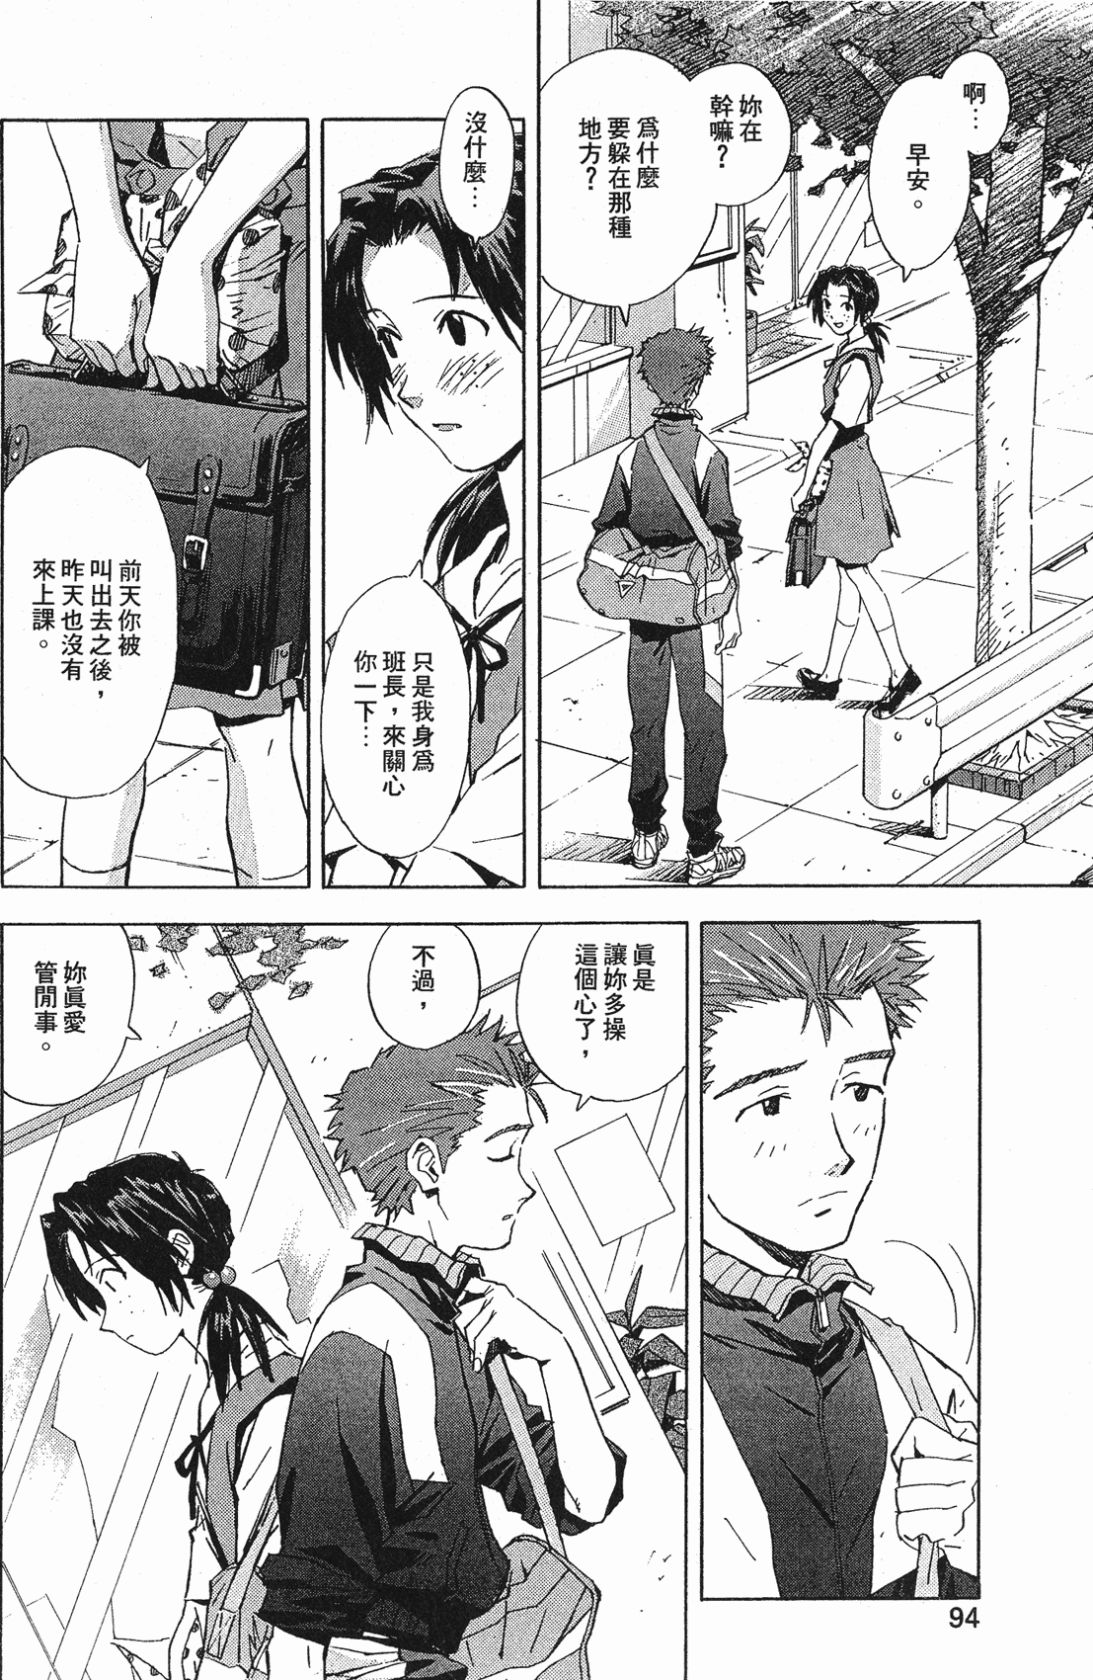 啊…
早安。
妳在
幹嘛？
爲什麼
要躲在那種
地方？
沒什麼…
只是我身爲
班長，來關心
你一下…
前天你被
叫出去之後，
昨天也沒有
來上課。
眞是
讓妳多操
這個心了，
不過，
妳眞愛
管閒事。
94